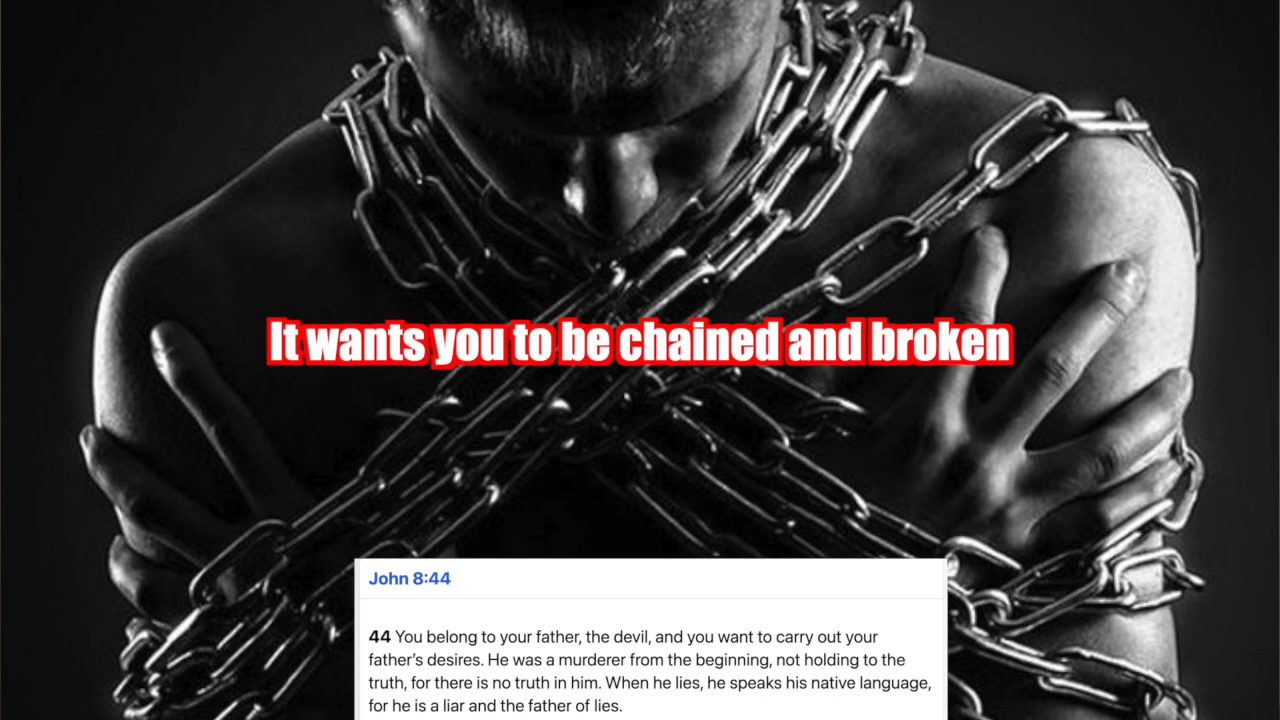 It wants you to be chained and broken
John 8:44
44 You belong to your father, the devil, and you want to carry out your
father’s desires. He was a murderer from the beginning, not holding to the
truth, for there is no truth in him. When he lies, he speaks his native language,
for he is a liar and the father of lies.